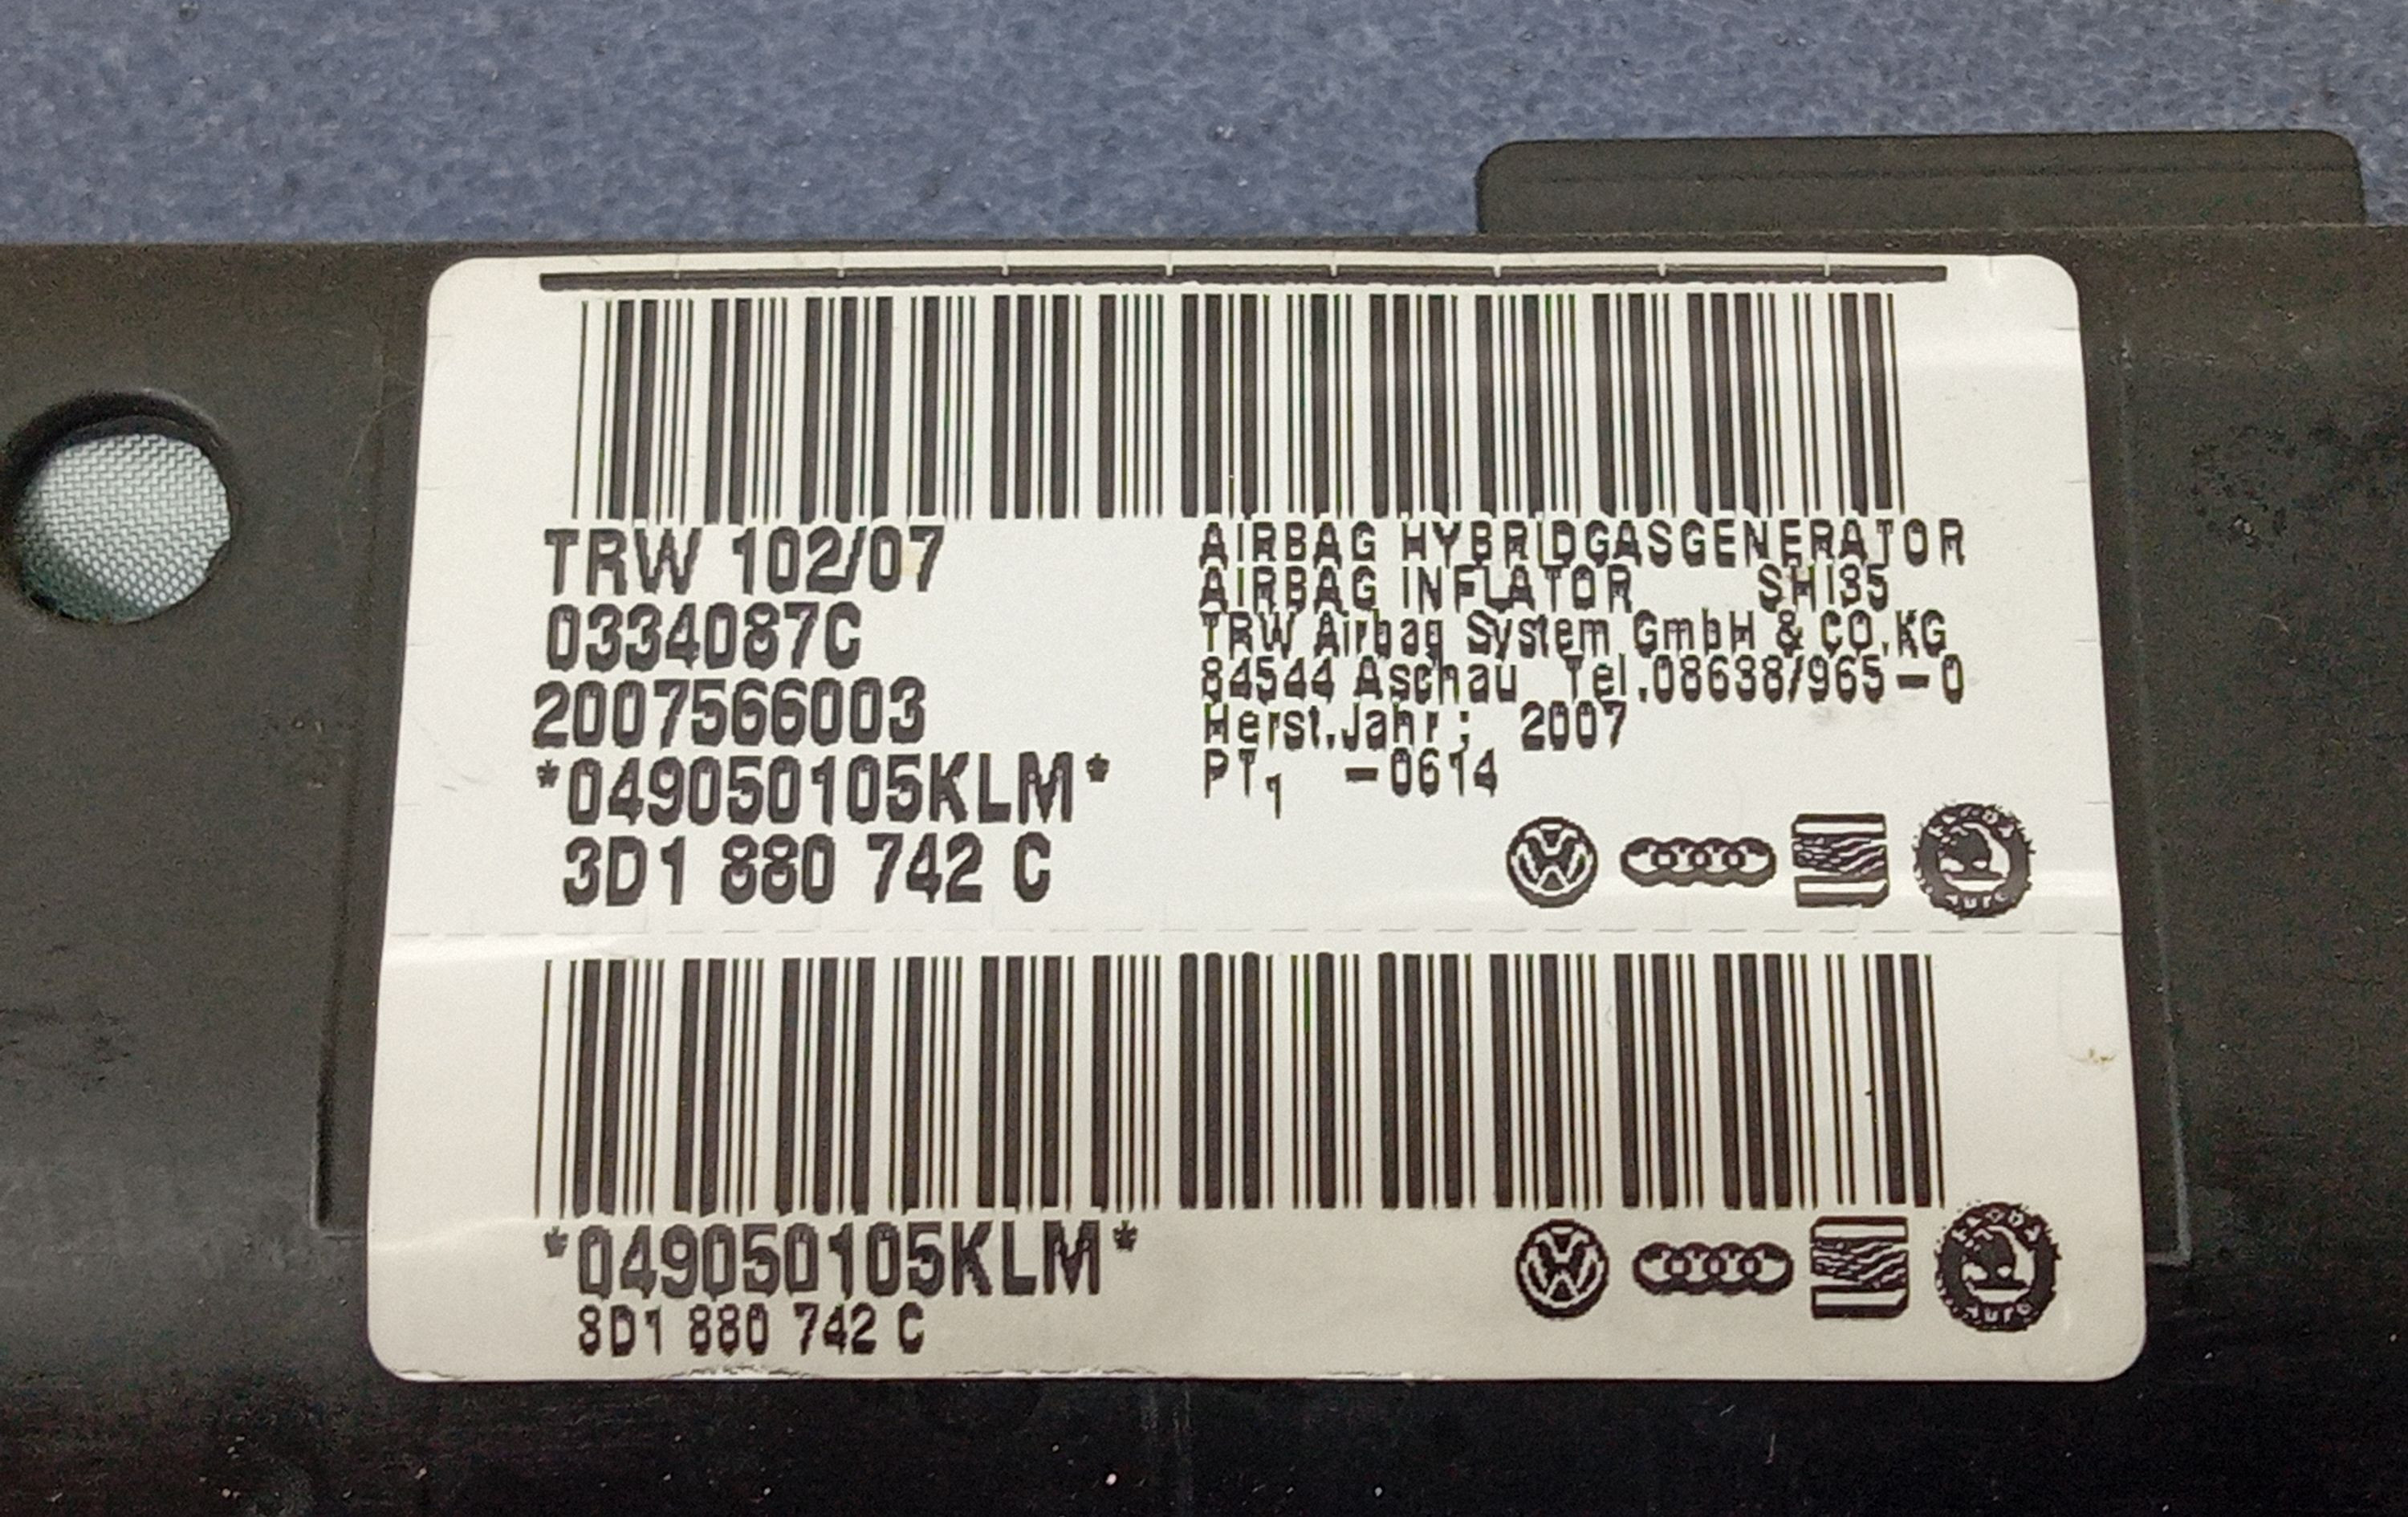 TRW 102/07
0334087C
2007566003
*049050105KLM*
3D1 880 742 C
AIRBAG HYBRIDGASGENERATOR
AIRBAG INFLATOR SHI35
TRW Airbag System GmbH & CO.KG
84544 Aschau Tel.08638/965-0
Herst.Jahr: 2007
PT1 -0614
*049050105KLM*
3D1 880 742 C